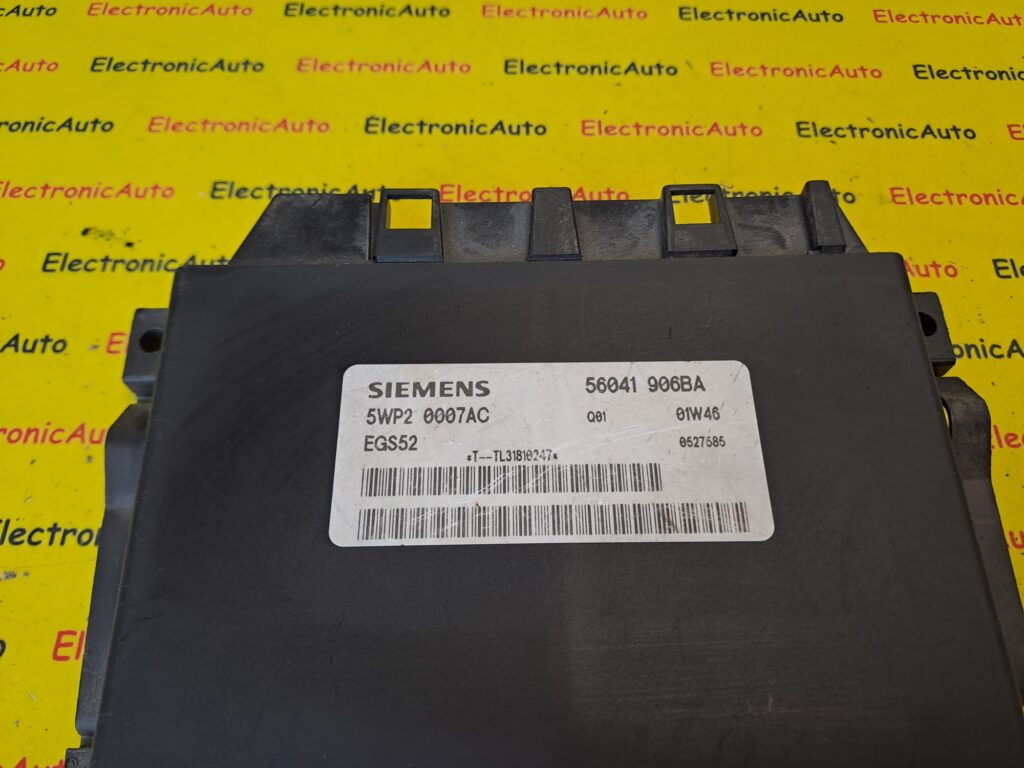 ElectronicAuto ElectronicAuto ElectronicAuto ElectronicAuto
ElectronicAuto ElectronicAuto ElectronicAuto ElectronicAuto ElectronicAuto
ElectronicAuto ElectronicAuto ElectronicAuto ElectronicAuto
ElectronicAuto ElectronicAuto ElectronicAuto ElectronicAuto
ElectronicAuto
SIEMENS 56041 906BA
5WP2 0007AC Q01 01W46
EGS52 0527585
*T--TL31810247*